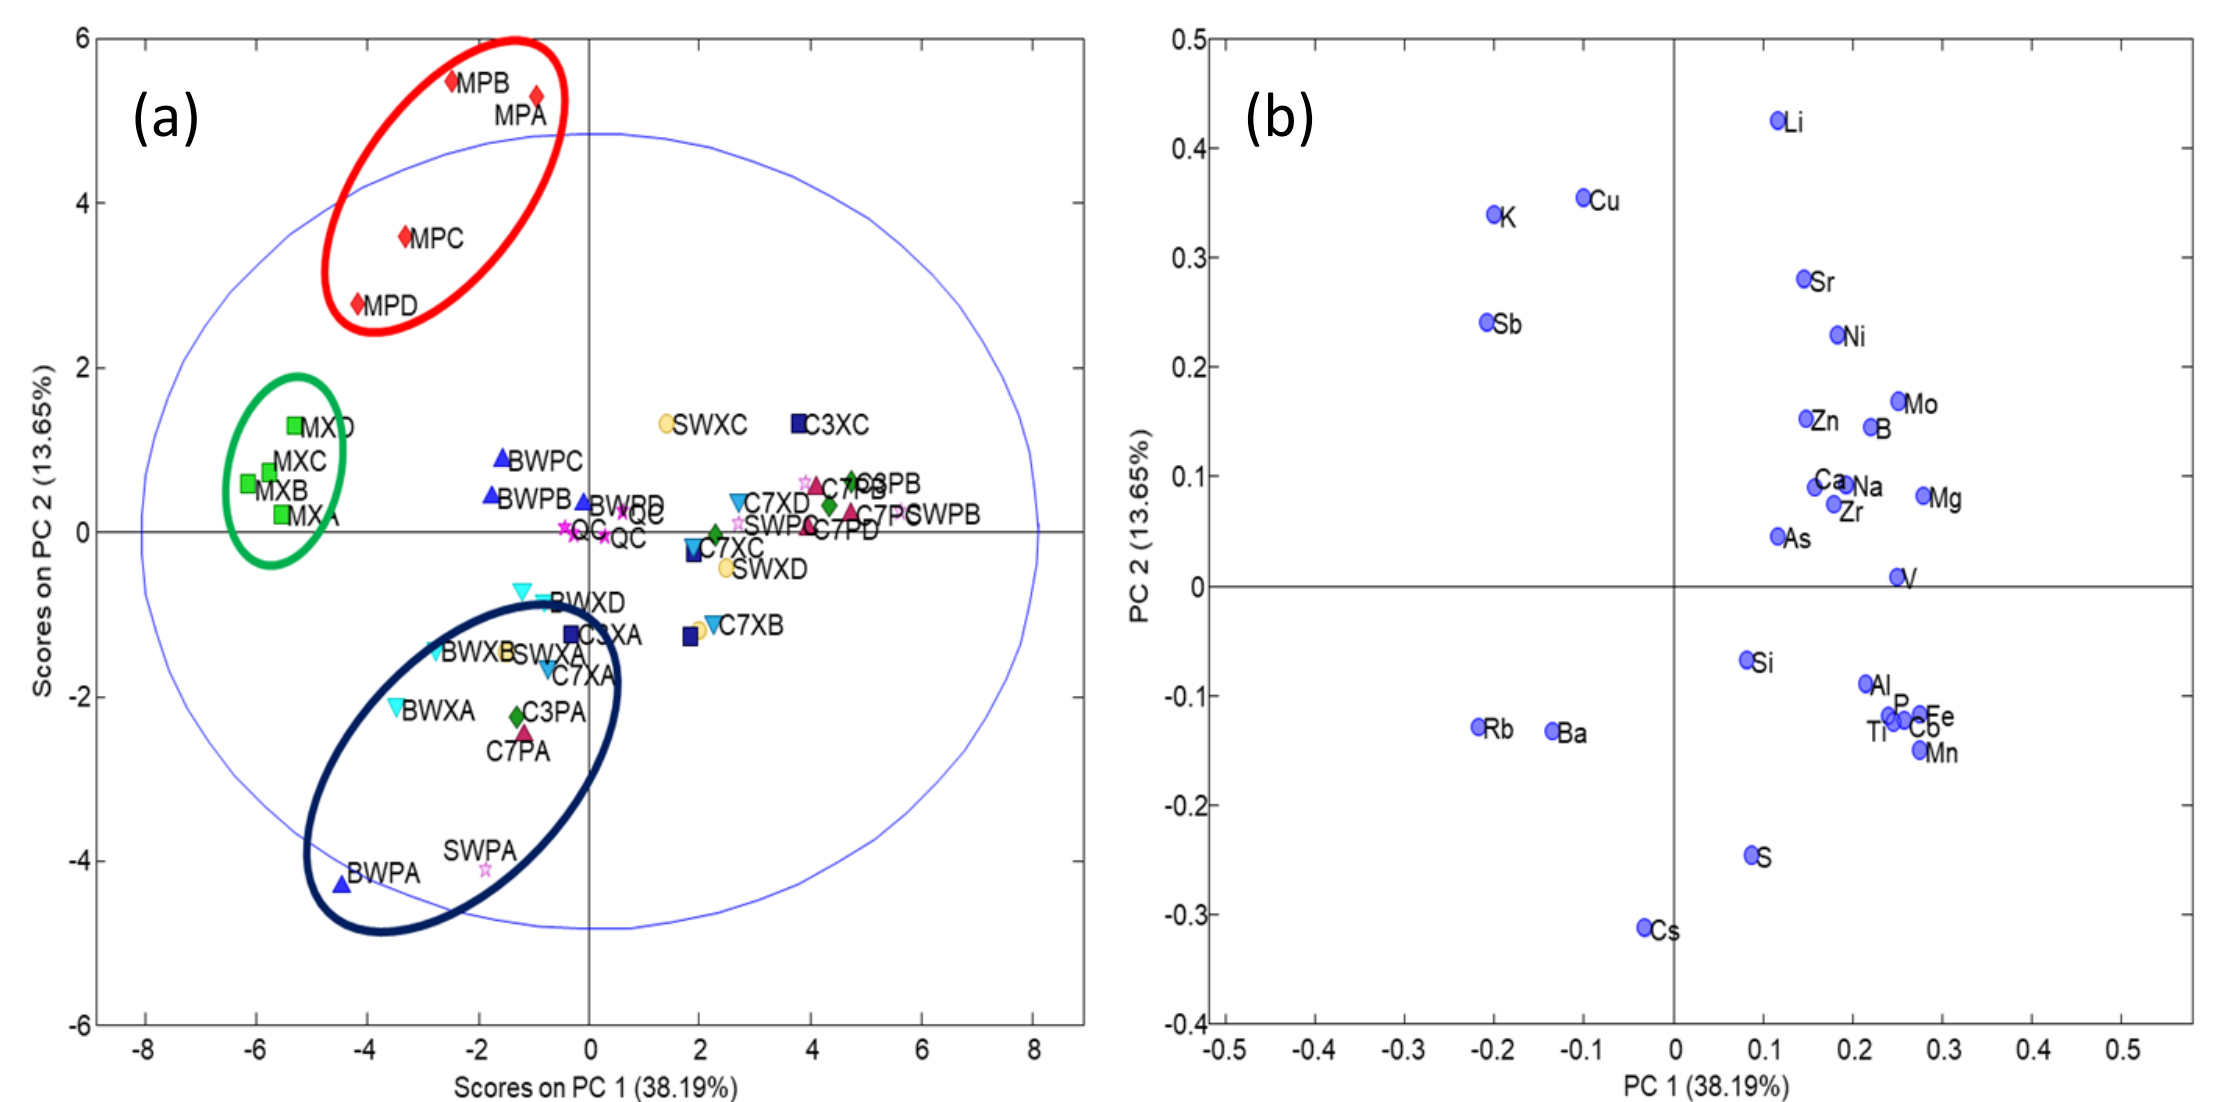 (a)
6
4
2
0
-2
-4
-6
Scores on PC 2 (13.65%)
MPB
MPA
MPC
MPD
MXD
MXC
MXB
MXA
BWPC
BWPB
BWPD
QC
QC
QC
SWXC
C3XC
C3PB
C7PB
C7XD
C7PC
SWPB
SWPC
C7PD
C7XC
SWXD
C7XB
BWXD
C3XA
BWXB
SWXA
C7XA
BWXA
C3PA
C7PA
SWPA
BWPA
-8
-6
-4
-2
0
2
4
6
8
Scores on PC 1 (38.19%)
(b)
0.5
0.4
0.3
0.2
0.1
0
-0.1
-0.2
-0.3
-0.4
PC 2 (13.65%)
Li
Cu
K
Sr
Sb
Ni
Mo
Zn
B
Ca
Na
Mg
Zr
As
V
Si
Al
P
Fe
Ti
Co
Rb
Ba
Mn
S
Cs
-0.5
-0.4
-0.3
-0.2
-0.1
0
0.1
0.2
0.3
0.4
0.5
PC 1 (38.19%)